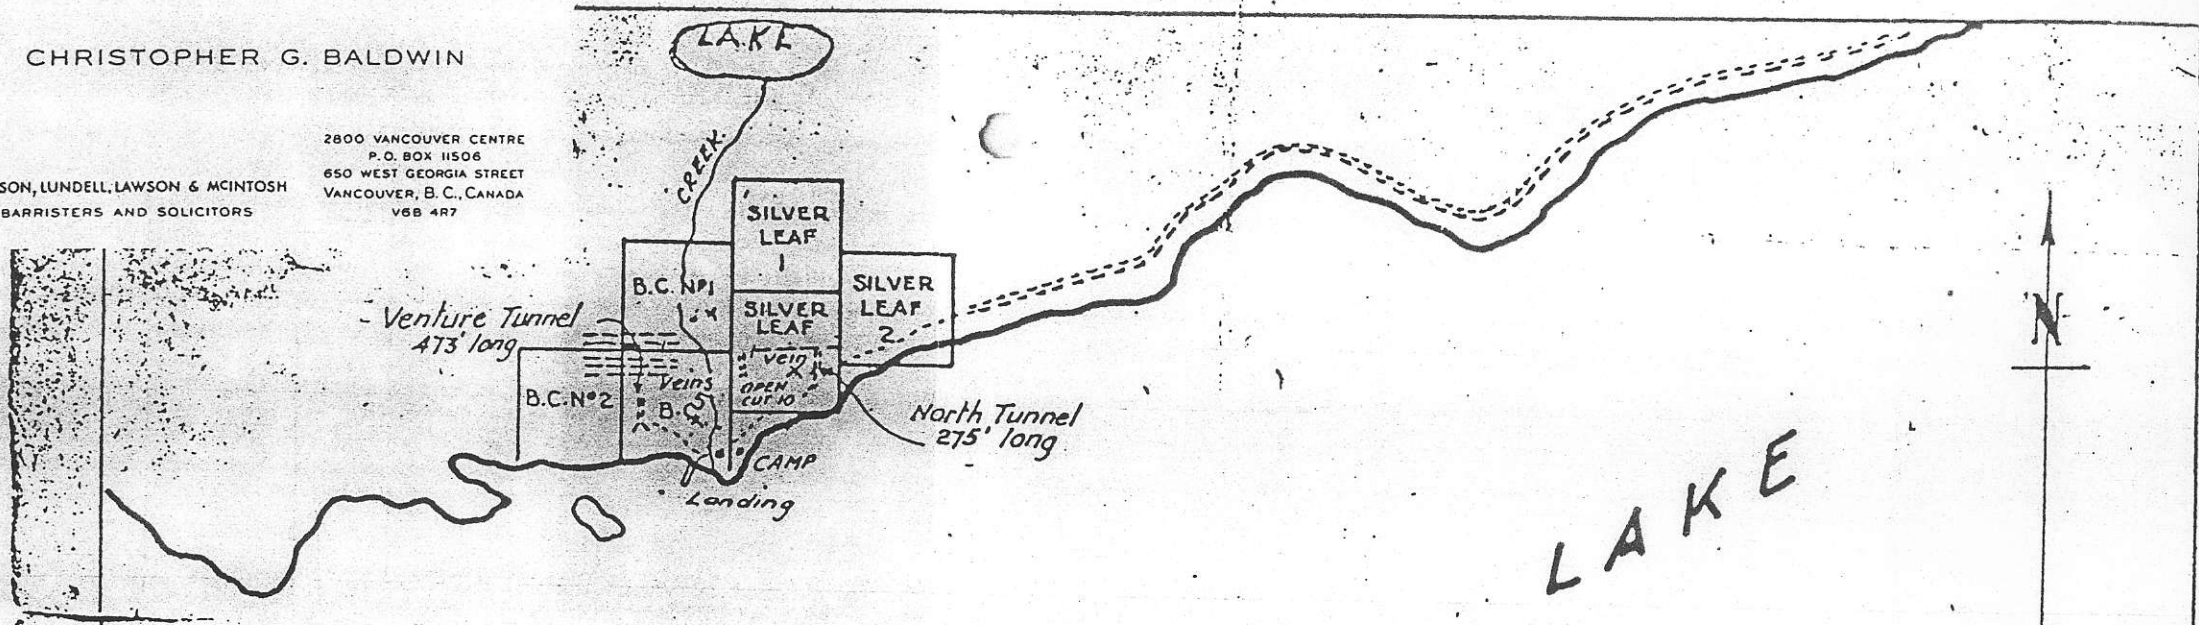 CHRISTOPHER G. BALDWIN
2800 VANCOUVER CENTRE
P.O. BOX 11506
650 WEST GEORGIA STREET
VANCOUVER, B.C., CANADA
V6B 4R7
SON, LUNDELL, LAWSON & MCINTOSH
BARRISTERS AND SOLICITORS
LAKE
CREEK
SILVER
LEAF
1
B.C. Nº1
SILVER
LEAF
SILVER
LEAF
2
Venture Tunnel
473' long
vein
OPEN
CUT 10'
B.C. Nº2
Veins
B.C.
North Tunnel
275' long
CAMP
Landing
N
LAKE